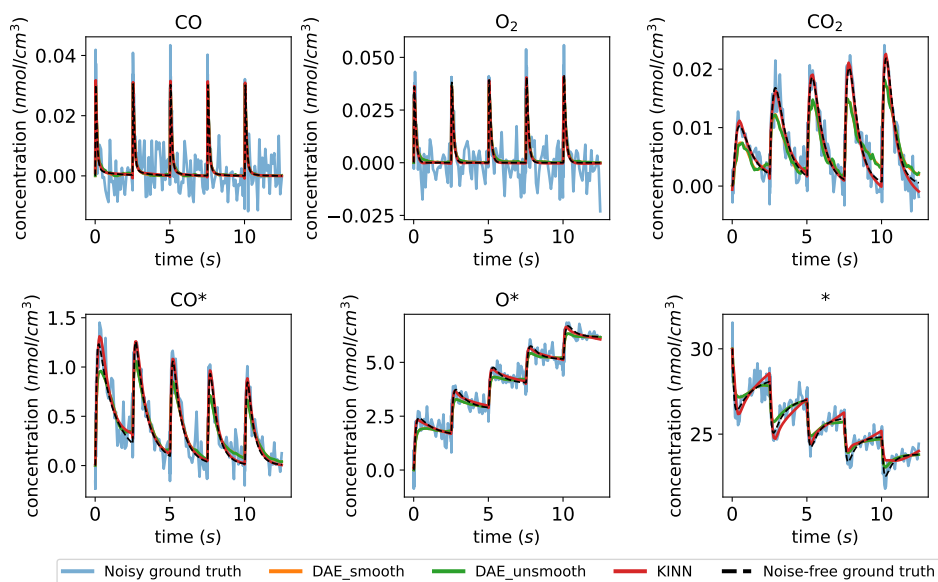 CO
O₂
CO₂
concentration (nmol/cm³)
0.04
0.02
0.00
0
5
10
time (s)
concentration (nmol/cm³)
0.050
0.025
0.000
−0.025
0
5
10
time (s)
concentration (nmol/cm³)
0.02
0.01
0.00
0
5
10
time (s)
CO*
O*
*
concentration (nmol/cm³)
1.5
1.0
0.5
0.0
0
5
10
time (s)
concentration (nmol/cm³)
5.0
2.5
0.0
0
5
10
time (s)
concentration (nmol/cm³)
30
25
0
5
10
time (s)
Noisy ground truth
DAE_smooth
DAE_unsmooth
KINN
Noise-free ground truth